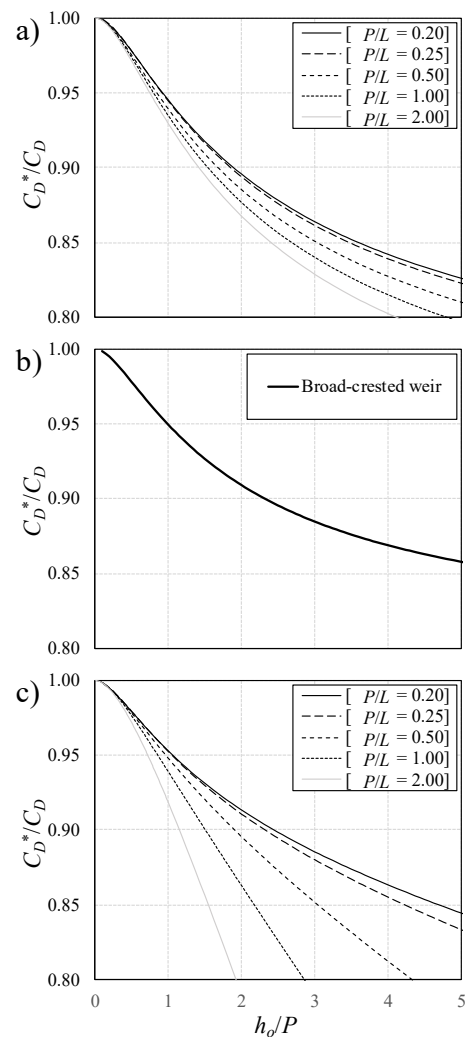 a)
1.00
0.95
0.90
0.85
0.80
C_D*/C_D
[ P/L = 0.20]
[ P/L = 0.25]
[ P/L = 0.50]
[ P/L = 1.00]
[ P/L = 2.00]
b)
1.00
0.95
0.90
0.85
0.80
C_D*/C_D
Broad-crested weir
c)
1.00
0.95
0.90
0.85
0.80
C_D*/C_D
[ P/L = 0.20]
[ P/L = 0.25]
[ P/L = 0.50]
[ P/L = 1.00]
[ P/L = 2.00]
0 1 2 3 4 5
h_o/P